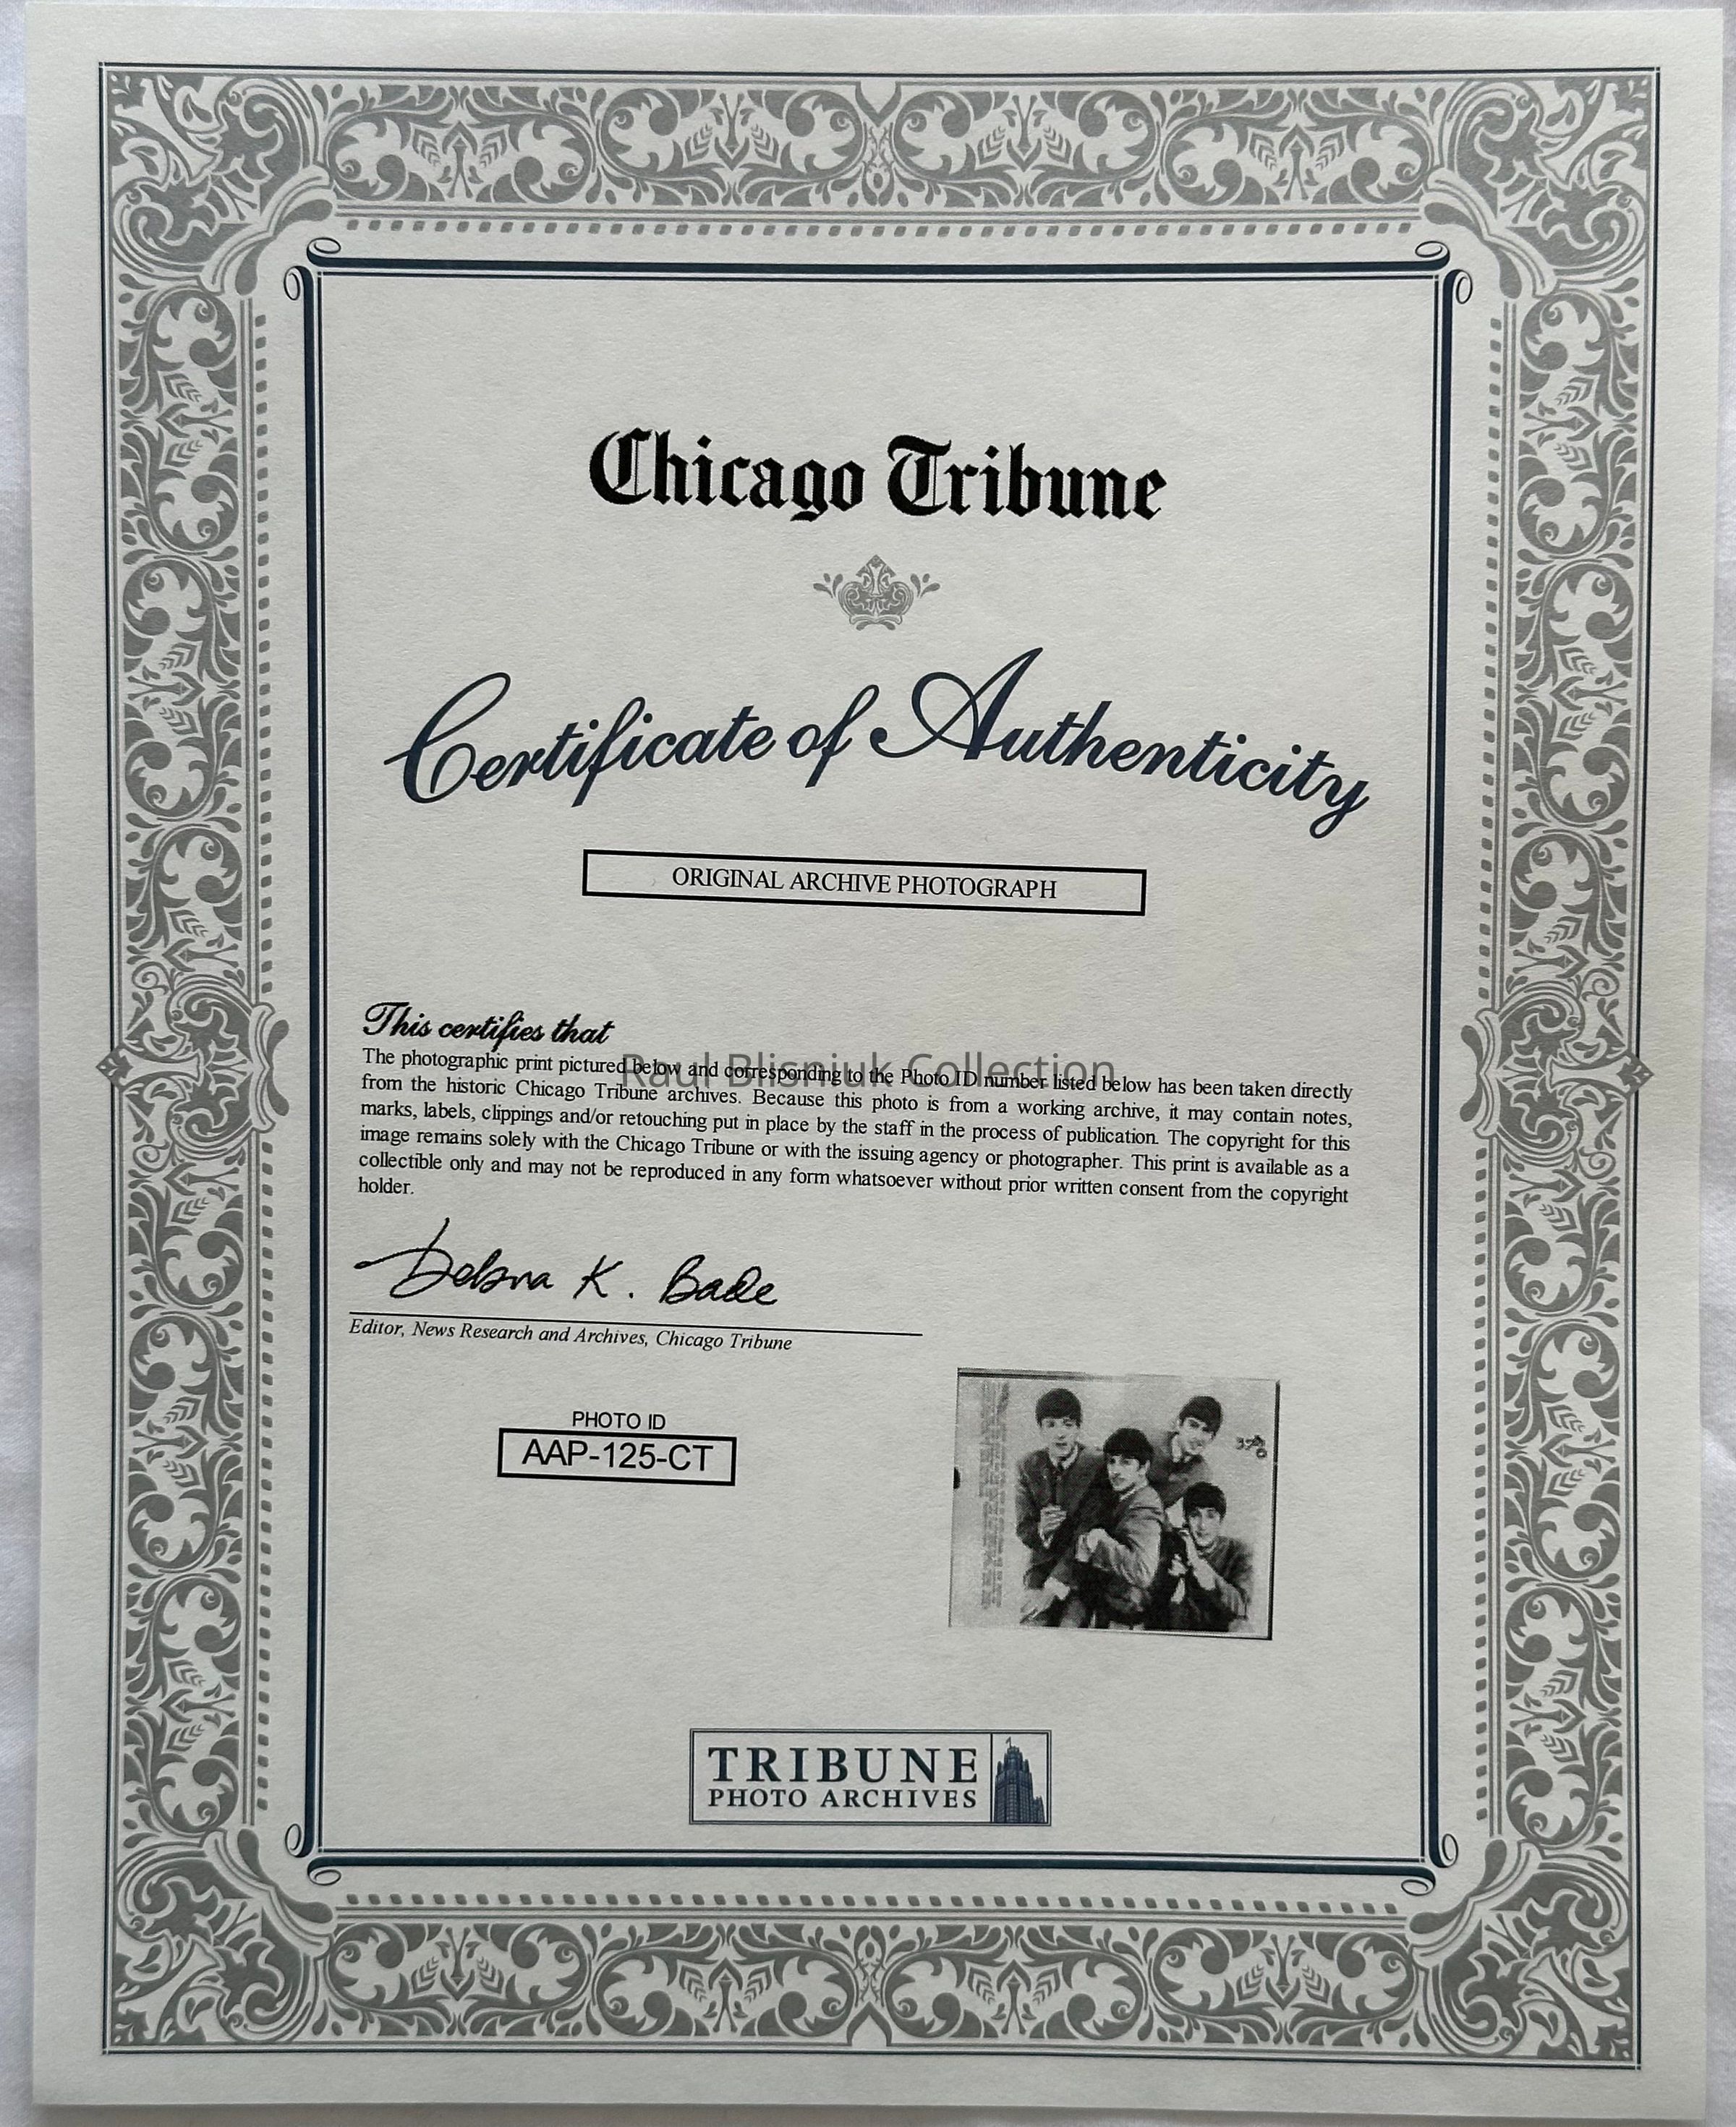 Chicago Tribune
Certificate of Authenticity
ORIGINAL ARCHIVE PHOTOGRAPH
This certifies that
The photographic print pictured below and corresponding to the Photo ID number listed below has been taken directly
from the historic Chicago Tribune archives. Because this photo is from a working archive, it may contain notes,
marks, labels, clippings and/or retouching put in place by the staff in the process of publication. The copyright for this
image remains solely with the Chicago Tribune or with the issuing agency or photographer. This print is available as a
collectible only and may not be reproduced in any form whatsoever without prior written consent from the copyright
holder.
Raul Blisniuk Collection
Debra K. Bade
Editor, News Research and Archives, Chicago Tribune
PHOTO ID
AAP-125-CT
TRIBUNE
PHOTO ARCHIVES